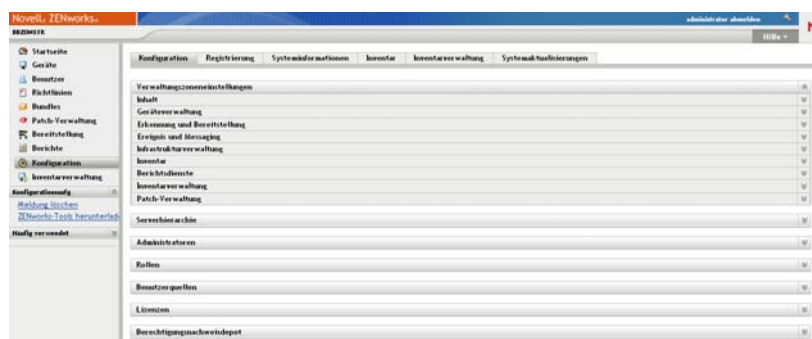 Novell® ZENworks®
administrator abmelden
Hilfe
Startseite
Geräte
Benutzer
Richtlinien
Bundles
Patch-Verwaltung
Bereitstellung
Berichte
Konfiguration
Inventarverwaltung
Konfigurationsaufg
Meldung löschen
ZENworks-Tools herunterlad
Häufig verwendet
Konfiguration Registrierung Systeminformationen Inventar Inventarverwaltung Systemaktualisierungen
Verwaltungszoneneinstellungen
Inhalt
Geräteverwaltung
Erkennung und Bereitstellung
Ereignis und Messaging
Infrastrukturverwaltung
Inventar
Berichtsdienste
Inventarverwaltung
Patch-Verwaltung
Serverhierarchie
Administratoren
Rollen
Benutzerquellen
Lizenzen
Berechtigungsnachweisdepot